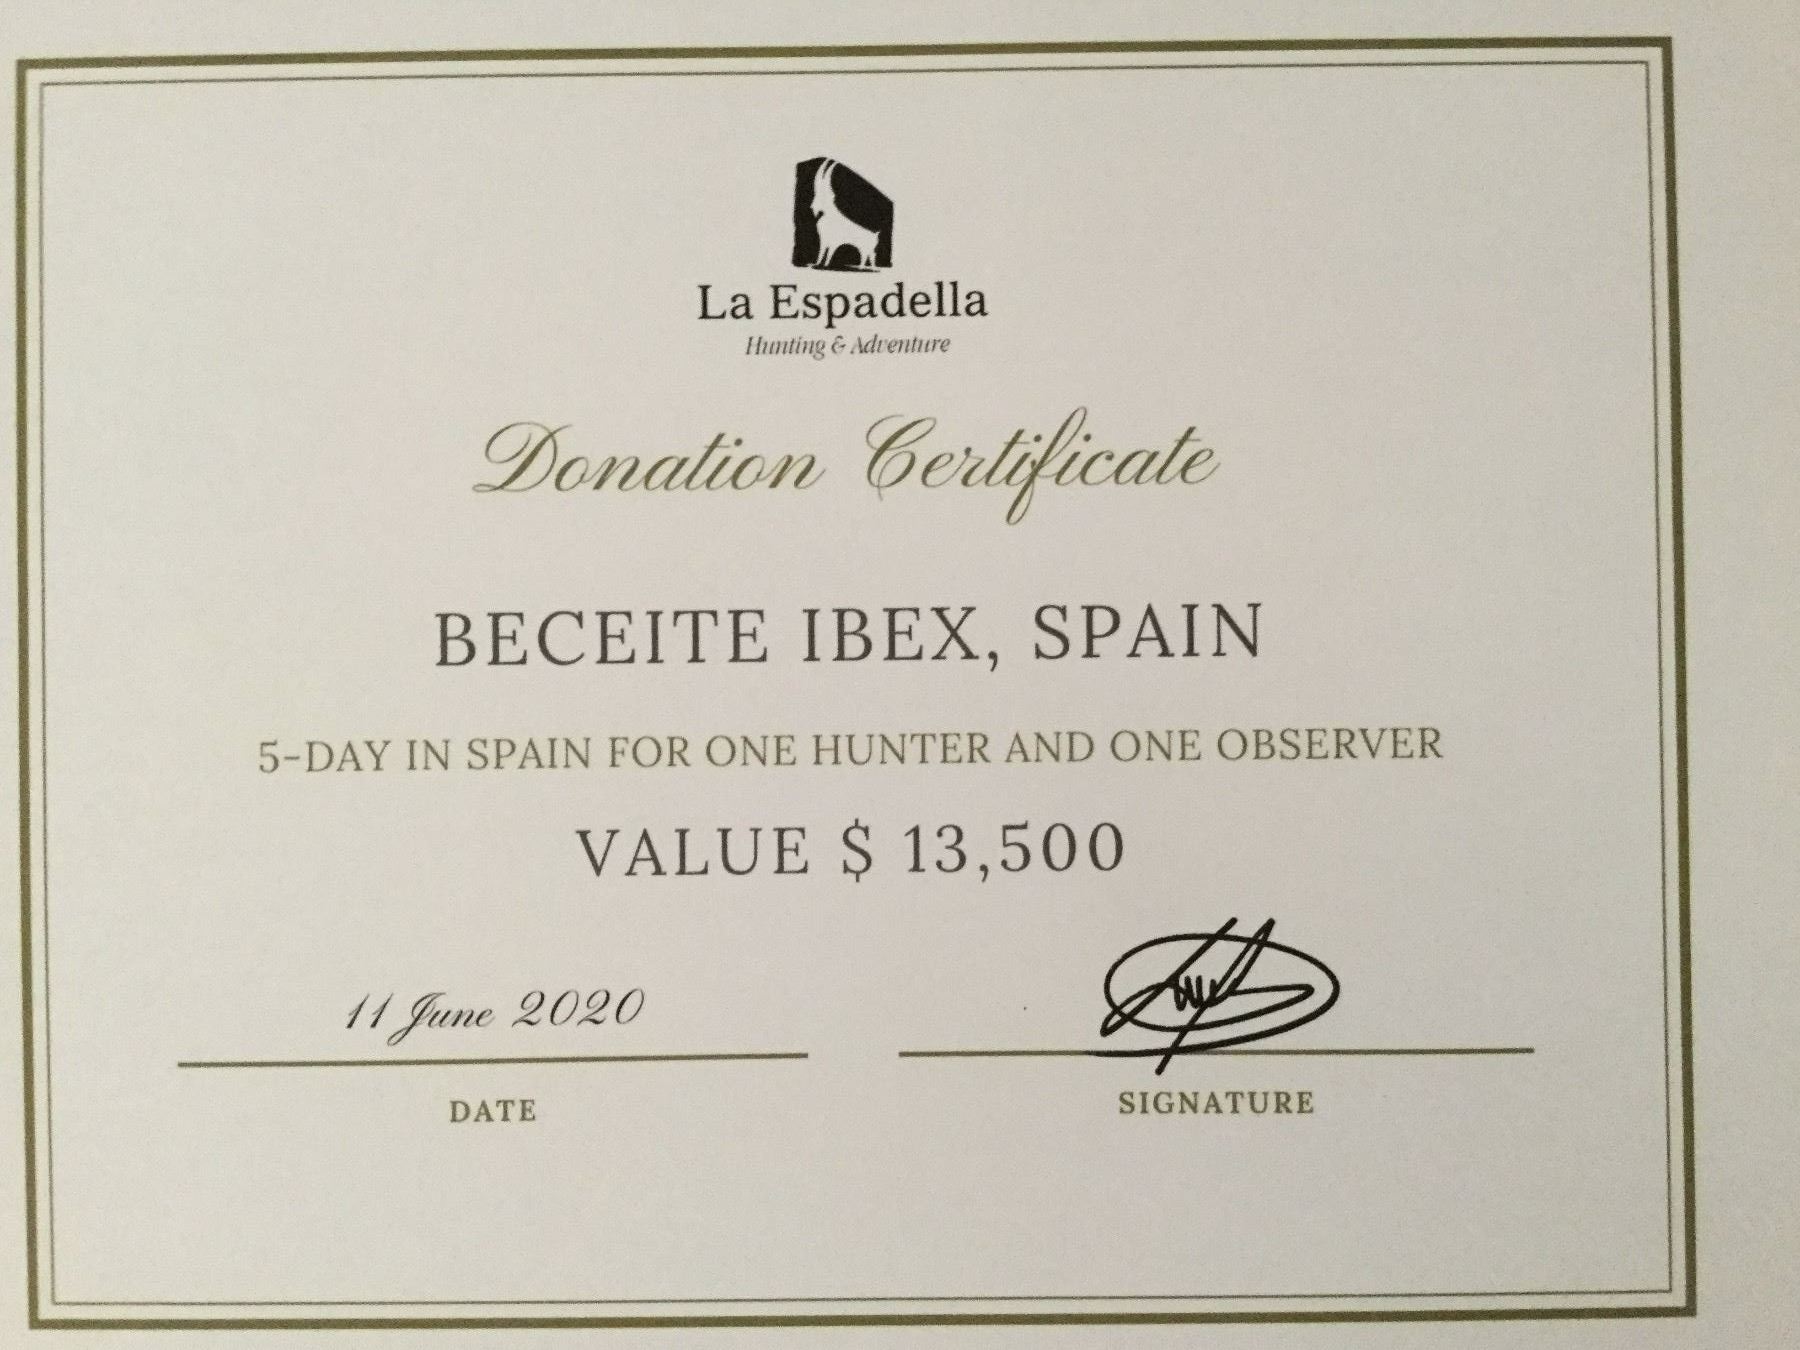 La Espadella
Hunting & Adventure
Donation Certificate
BECEITE IBEX, SPAIN
5-DAY IN SPAIN FOR ONE HUNTER AND ONE OBSERVER
VALUE $ 13,500
11 June 2020
DATE
SIGNATURE